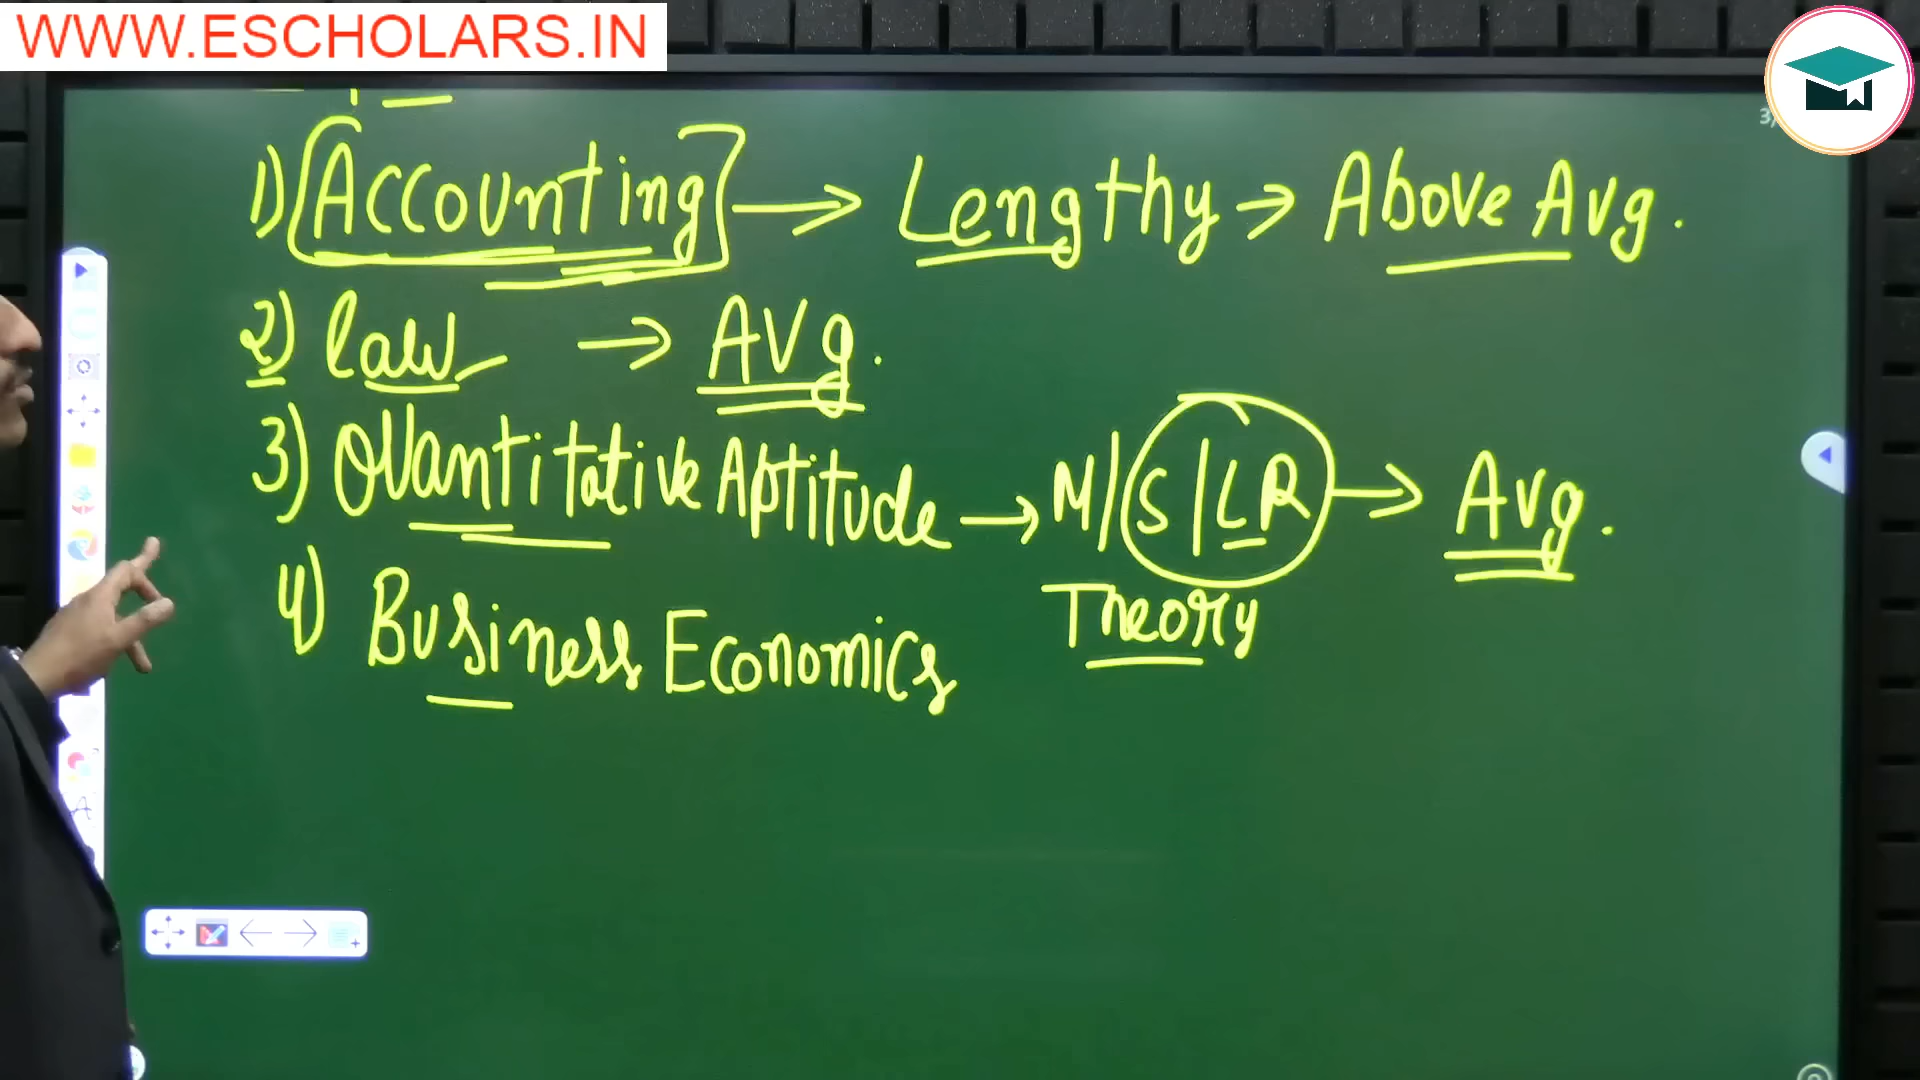 WWW.ESCHOLARS.IN
1) Accounting → Lengthy → Above Avg.
2) Law → Avg.
3) Quantitative Aptitude → M/S/LR → Avg.
Theory
4) Business Economics